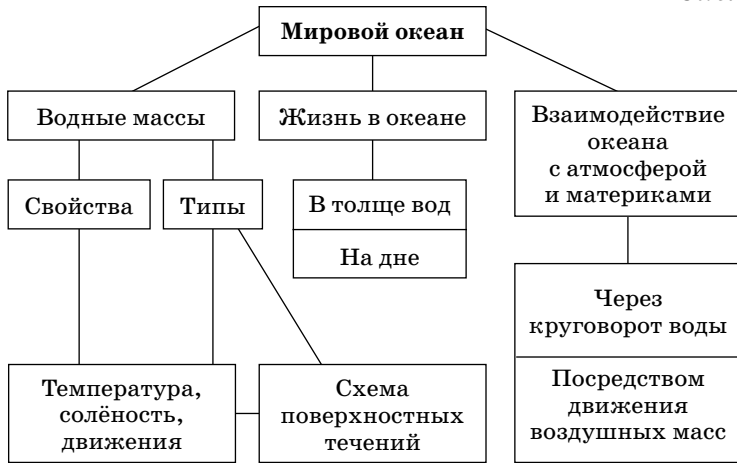 Мировой океан
Водные массы
Жизнь в океане
Взаимодействие
океана
с атмосферой
и материками
Свойства
Типы
В толще вод
На дне
Через
круговорот воды
Температура,
солёность,
движения
Схема
поверхностных
течений
Посредством
движения
воздушных масс